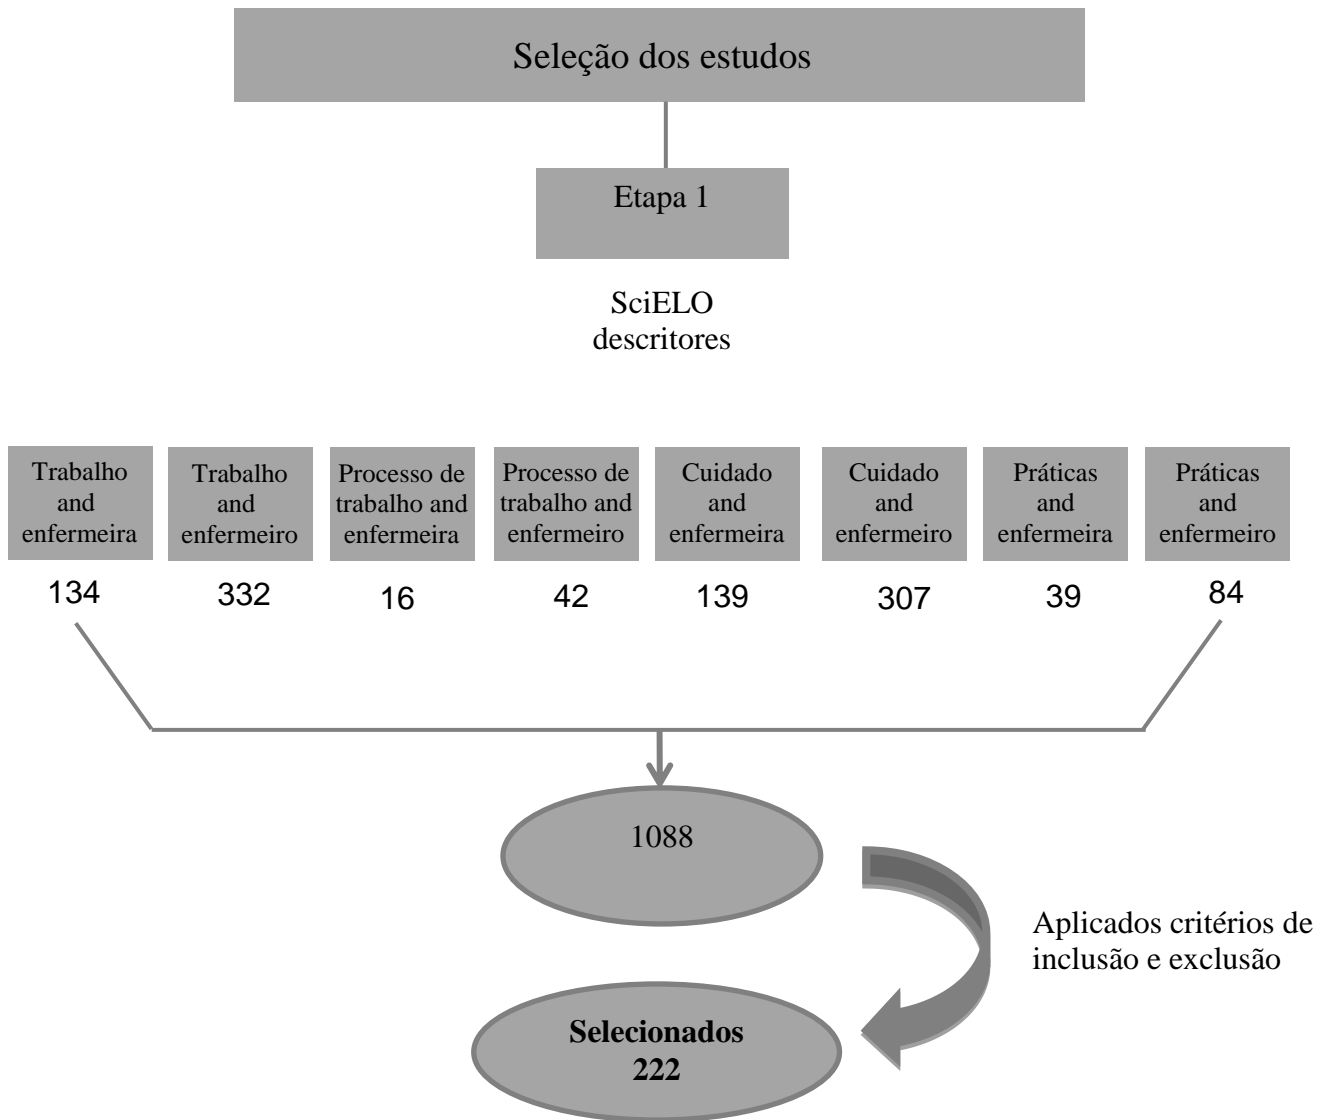 Seleção dos estudos
Etapa 1
SciELO
descritores
Trabalho
and
enfermeira
Trabalho
and
enfermeiro
Processo de
trabalho and
enfermeira
Processo de
trabalho and
enfermeiro
Cuidado
and
enfermeira
Cuidado
and
enfermeiro
Práticas
and
enfermeira
Práticas
and
enfermeiro
134
332
16
42
139
307
39
84
1088
Aplicados critérios de
inclusão e exclusão
Selecionados
222